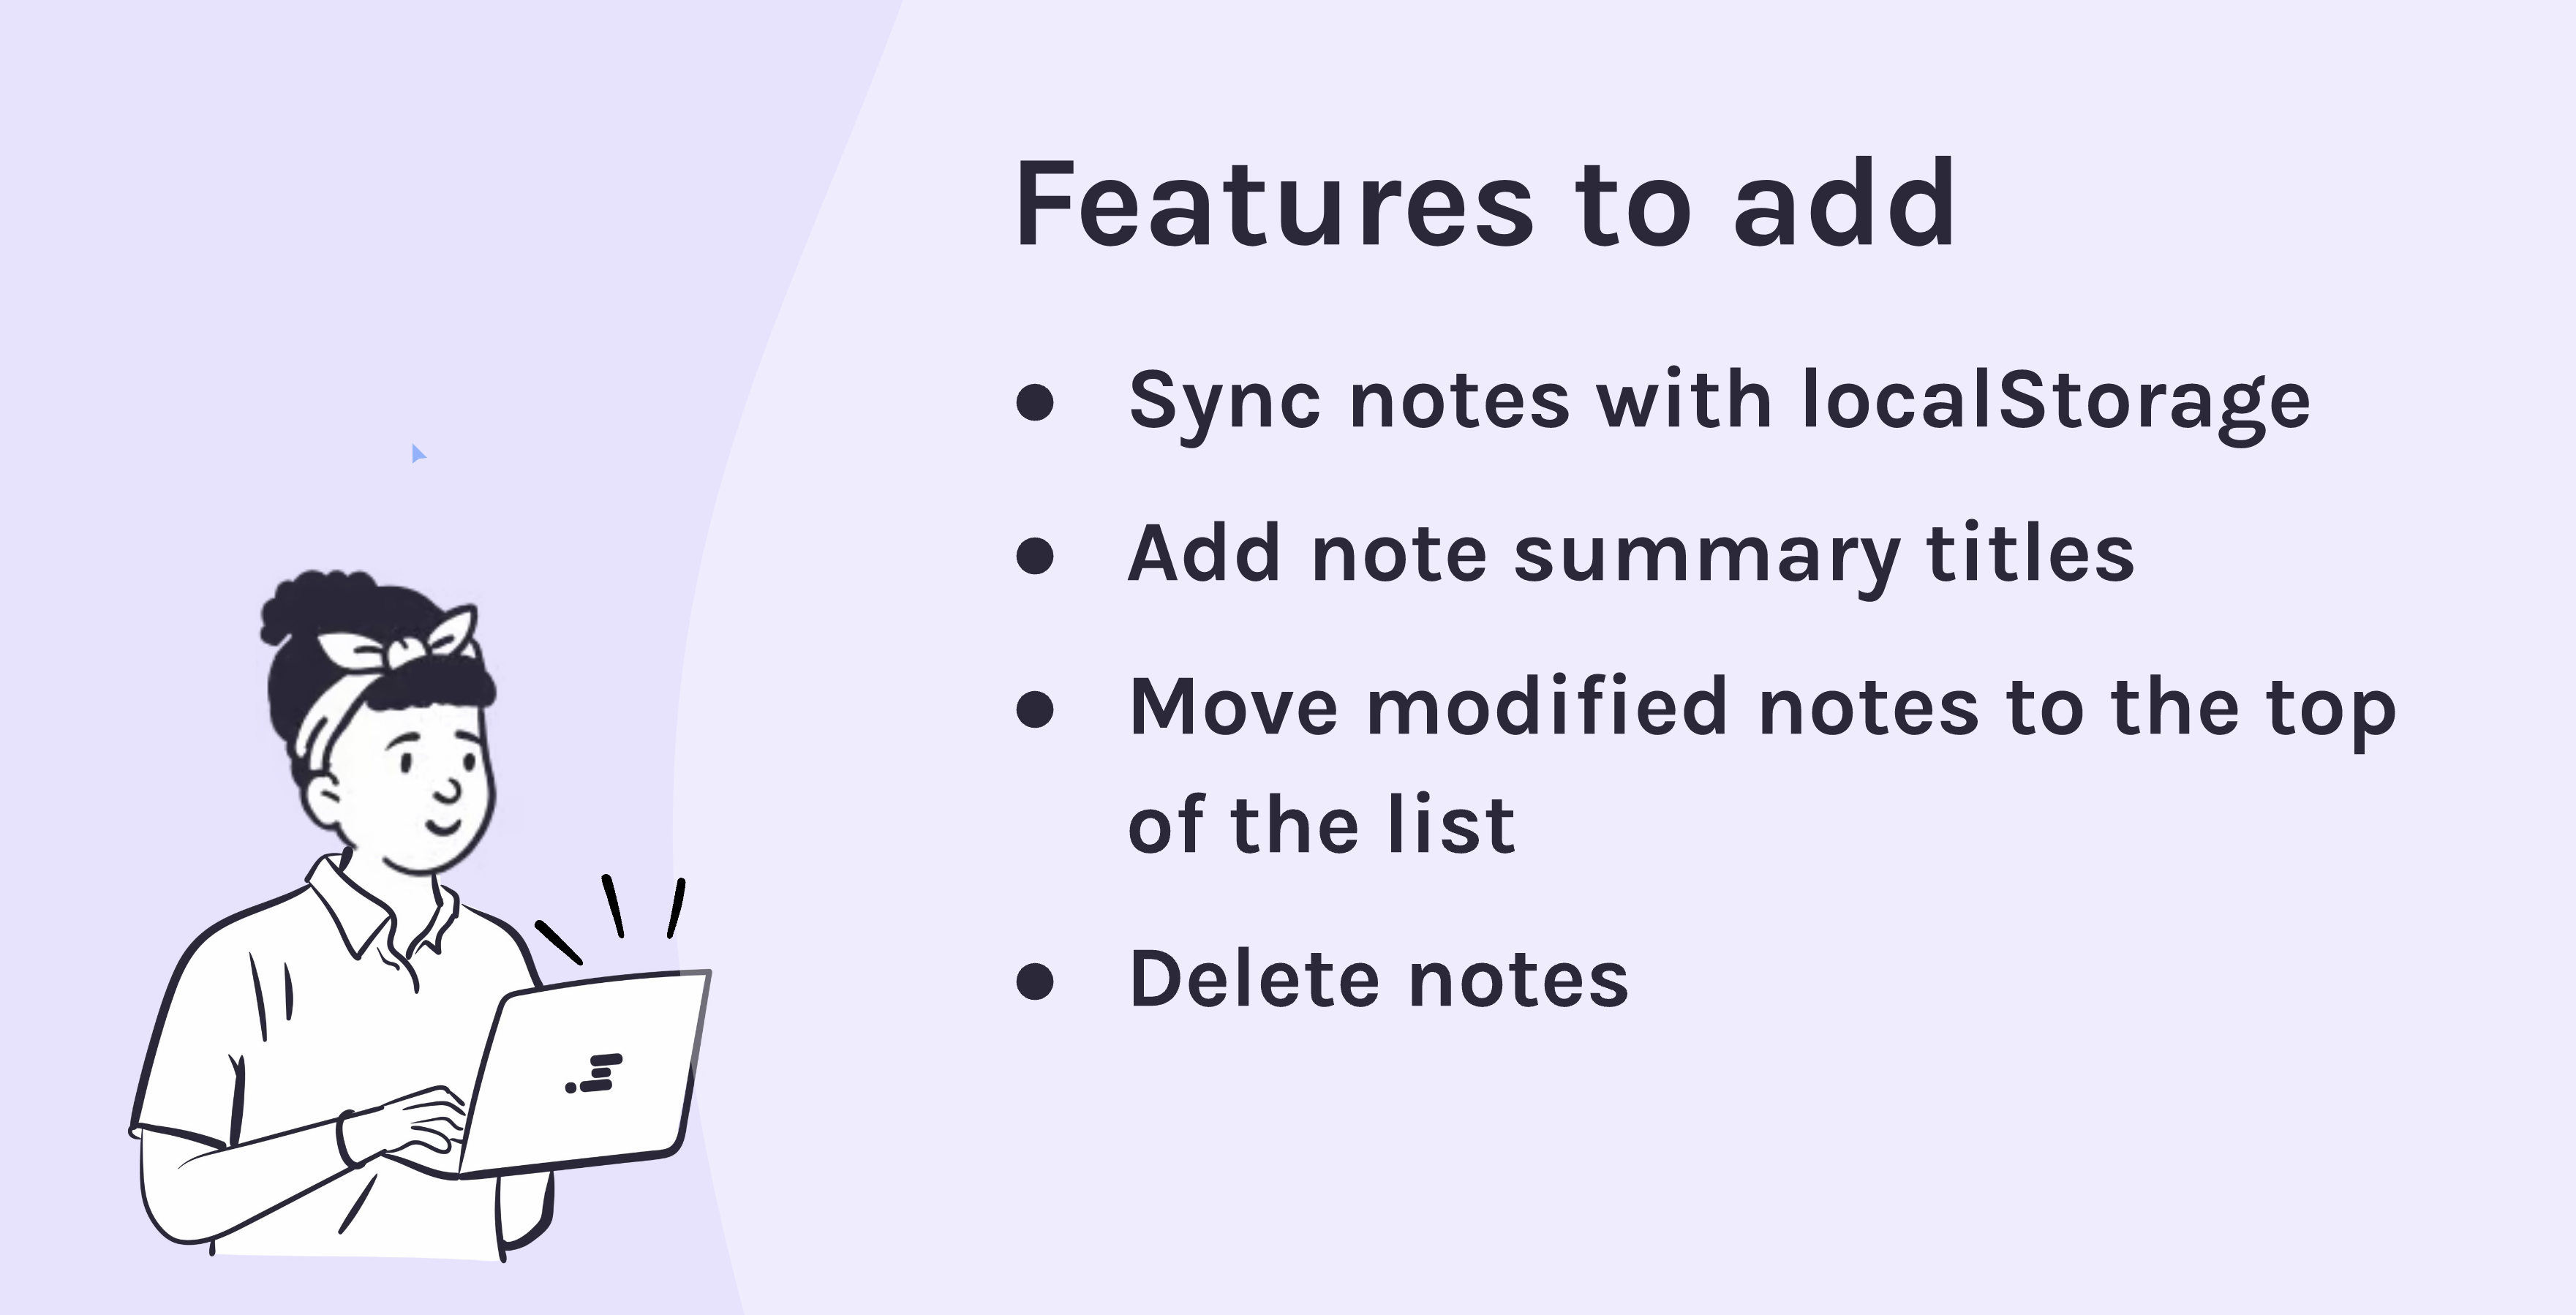 Features to add
● Sync notes with localStorage
● Add note summary titles
● Move modified notes to the top
of the list
● Delete notes